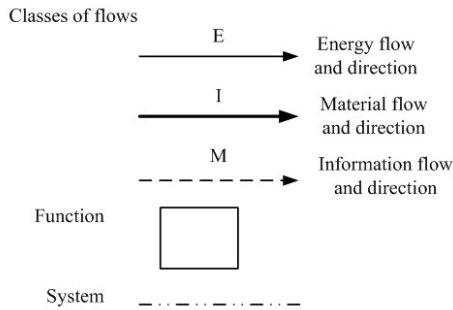 Classes of flows
E
Energy flow
and direction
I
Material flow
and direction
M
Information flow
and direction
Function
System